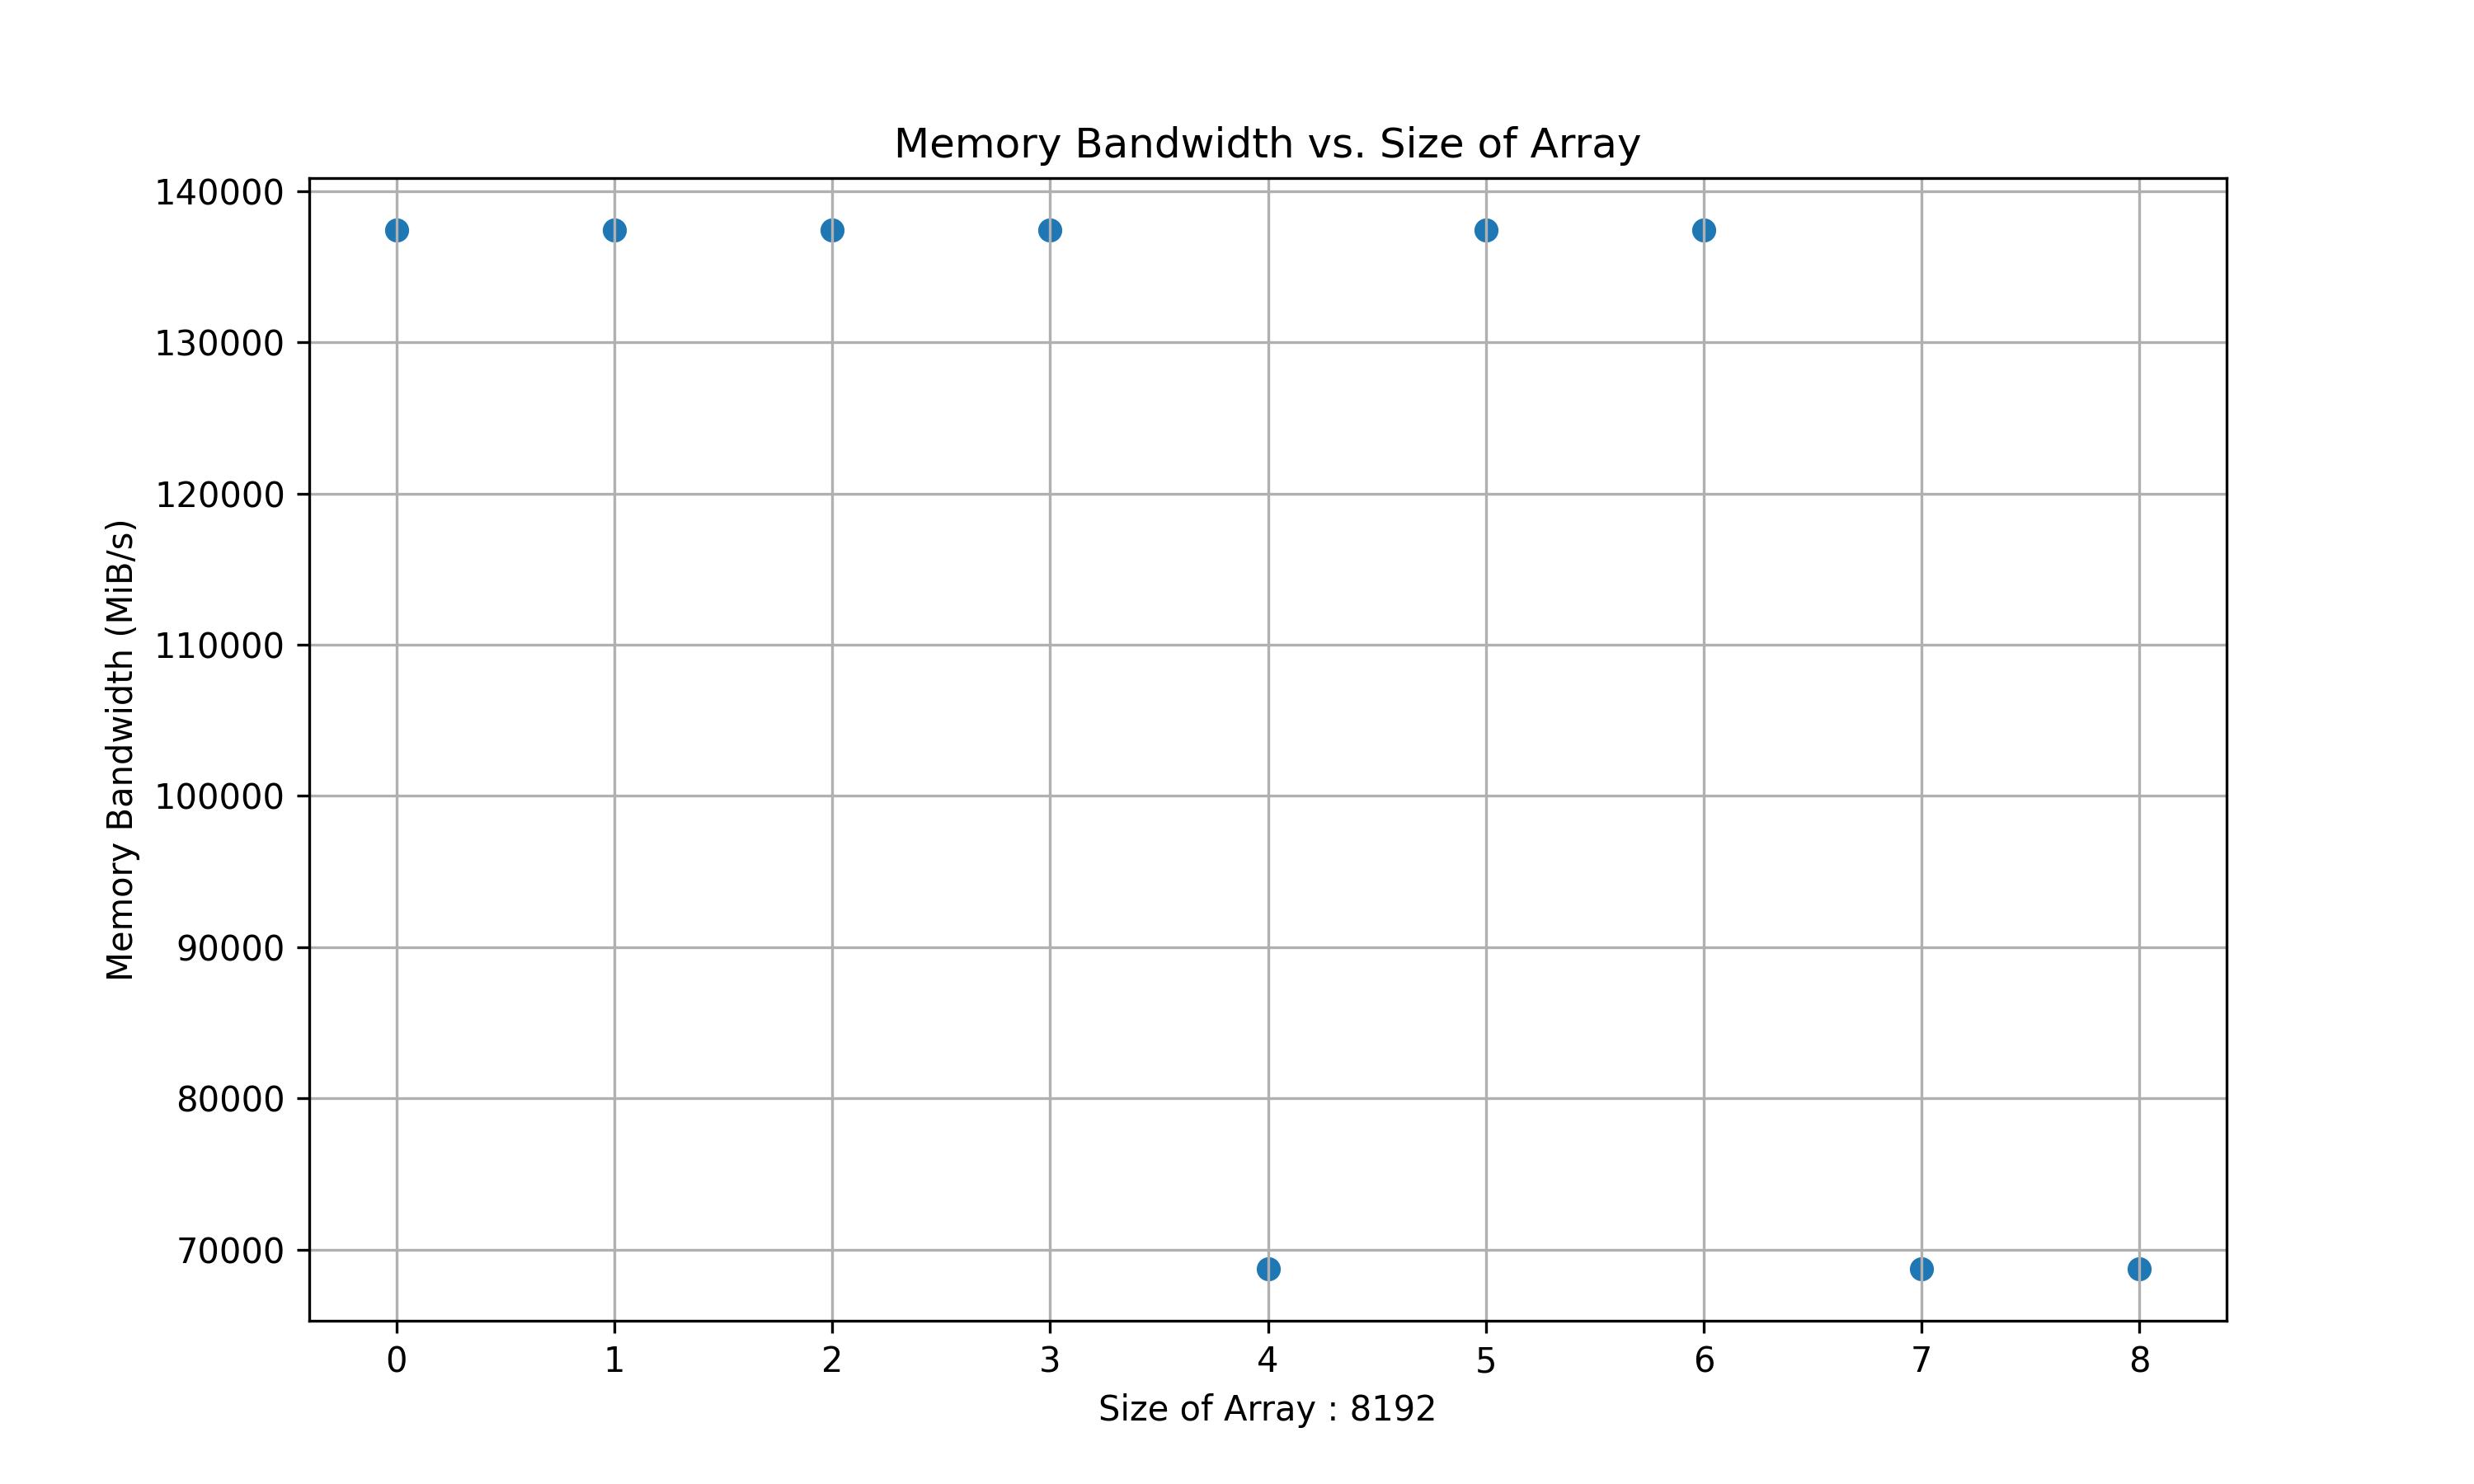 Memory Bandwidth vs. Size of Array
140000
130000
120000
110000
100000
90000
80000
70000
Memory Bandwidth (MiB/s)
0 1 2 3 4 5 6 7 8
Size of Array : 8192